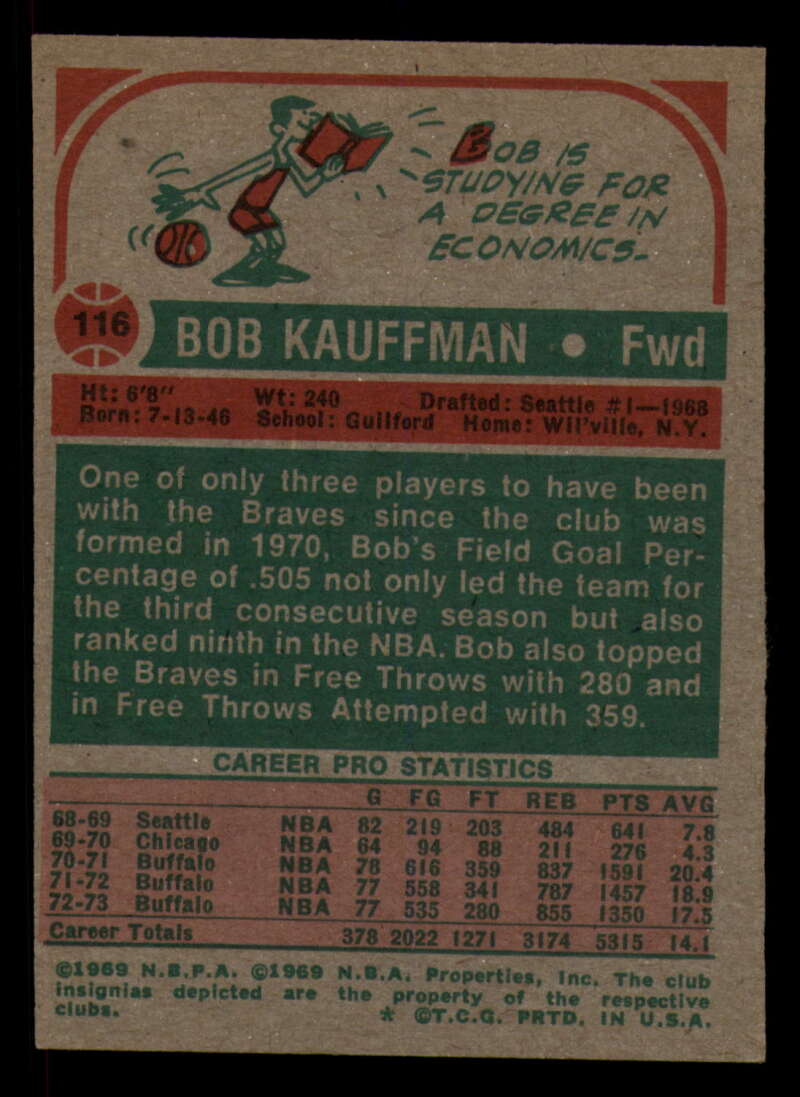 BOB IS
STUDYING FOR
A DEGREE IN
ECONOMICS.
116 BOB KAUFFMAN • Fwd
Ht: 6'8" Wt: 240 Drafted: Seattle #1—1968
Born: 7-13-46 School: Guilford Home: Wil'ville, N.Y.
One of only three players to have been
with the Braves since the club was
formed in 1970, Bob's Field Goal Per-
centage of .505 not only led the team for
the third consecutive season but also
ranked ninth in the NBA. Bob also topped
the Braves in Free Throws with 280 and
in Free Throws Attempted with 359.
CAREER PRO STATISTICS
G FG FT REB PTS AVG
68-69 Seattle NBA 82 219 203 484 641 7.8
69-70 Chicago NBA 64 94 88 211 276 4.3
70-71 Buffalo NBA 78 616 359 837 1591 20.4
71-72 Buffalo NBA 77 558 341 787 1457 18.9
72-73 Buffalo NBA 77 535 280 855 1350 17.5
Career Totals 378 2022 1271 3174 5315 14.1
©1969 N.B.P.A. ©1969 N.B.A. Properties, Inc. The club
insignias depicted are the property of the respective
clubs. * ©T.C.G. PRTD. IN U.S.A.